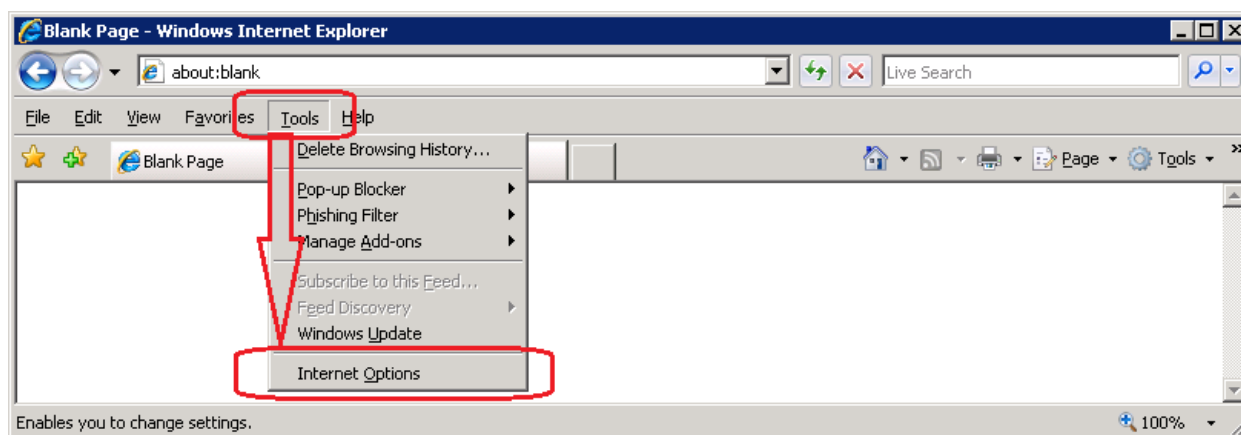 Blank Page - Windows Internet Explorer
about:blank
Live Search
File Edit View Favorites Tools Help
Blank Page
Page Tools »
Delete Browsing History...
Pop-up Blocker
Phishing Filter
Manage Add-ons
Subscribe to this Feed...
Feed Discovery
Windows Update
Internet Options
Enables you to change settings.
100%